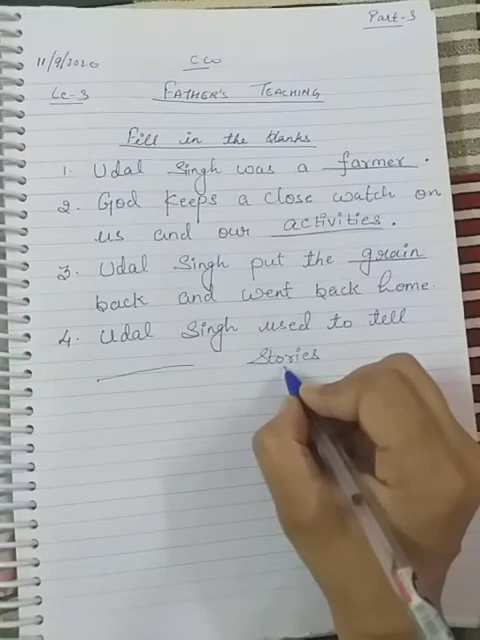 Part-3
11/9/2020 CW
Lc-3 FATHER'S TEACHING
Fill in the blanks
1. Udal Singh was a farmer.
2. God keeps a close watch on
us and our activities.
3. Udal Singh put the grain
back and went back home.
4. Udal Singh used to tell
Stories